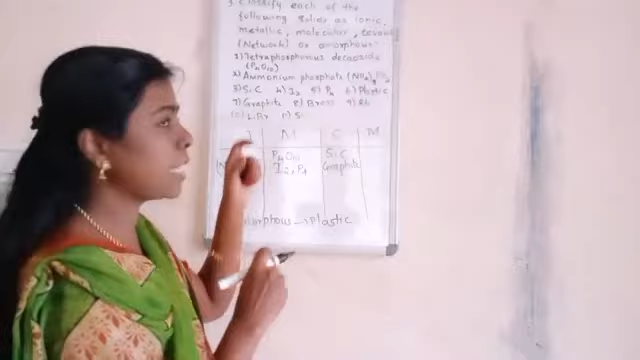 3. Classify each of the
following solids as ionic,
metallic, molecular, covalent
(Network) or amorphous
1) Tetraphosphorous decaoxide
(P4O10)
2) Ammonium phosphate (NH4)3PO4
3) SiC 4) I2 5) P4 6) Plastic
7) Graphite 8) Brass 9) Rb
10) LiBr 11) Si
I M C M
P4O10 SiC
I2, P4 Graphite
Amorphous → Plastic